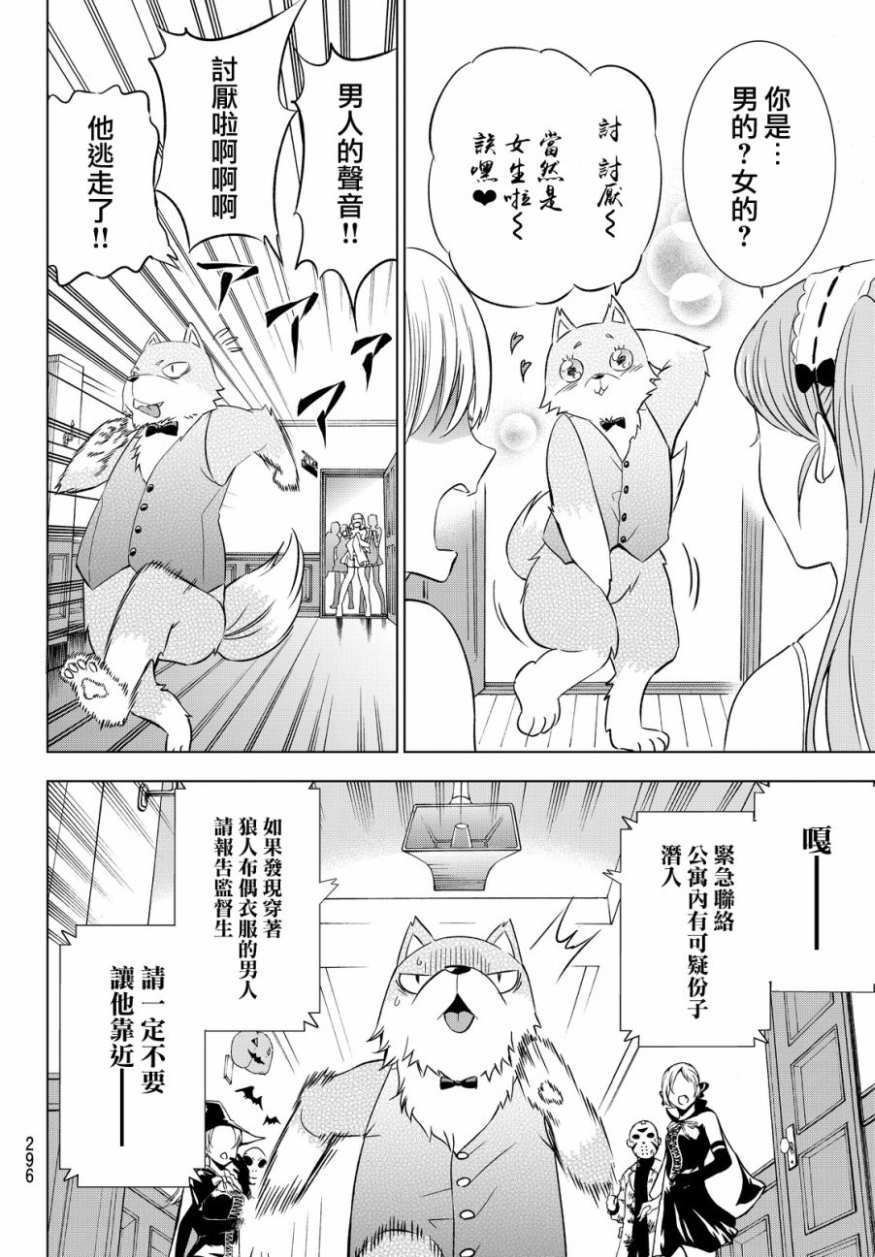 你是…
男的？女的？
討 討厭～
當然是
女生啦～
誒嘿❤
男人的聲音!!
討厭啦啊啊啊
他逃走了!!
アアア
嘎——
緊急聯絡
公寓內有可疑份子
潛入
如果發現穿著
狼人布偶衣服的男人
請報告監督生
請一定不要
讓他靠近——
296